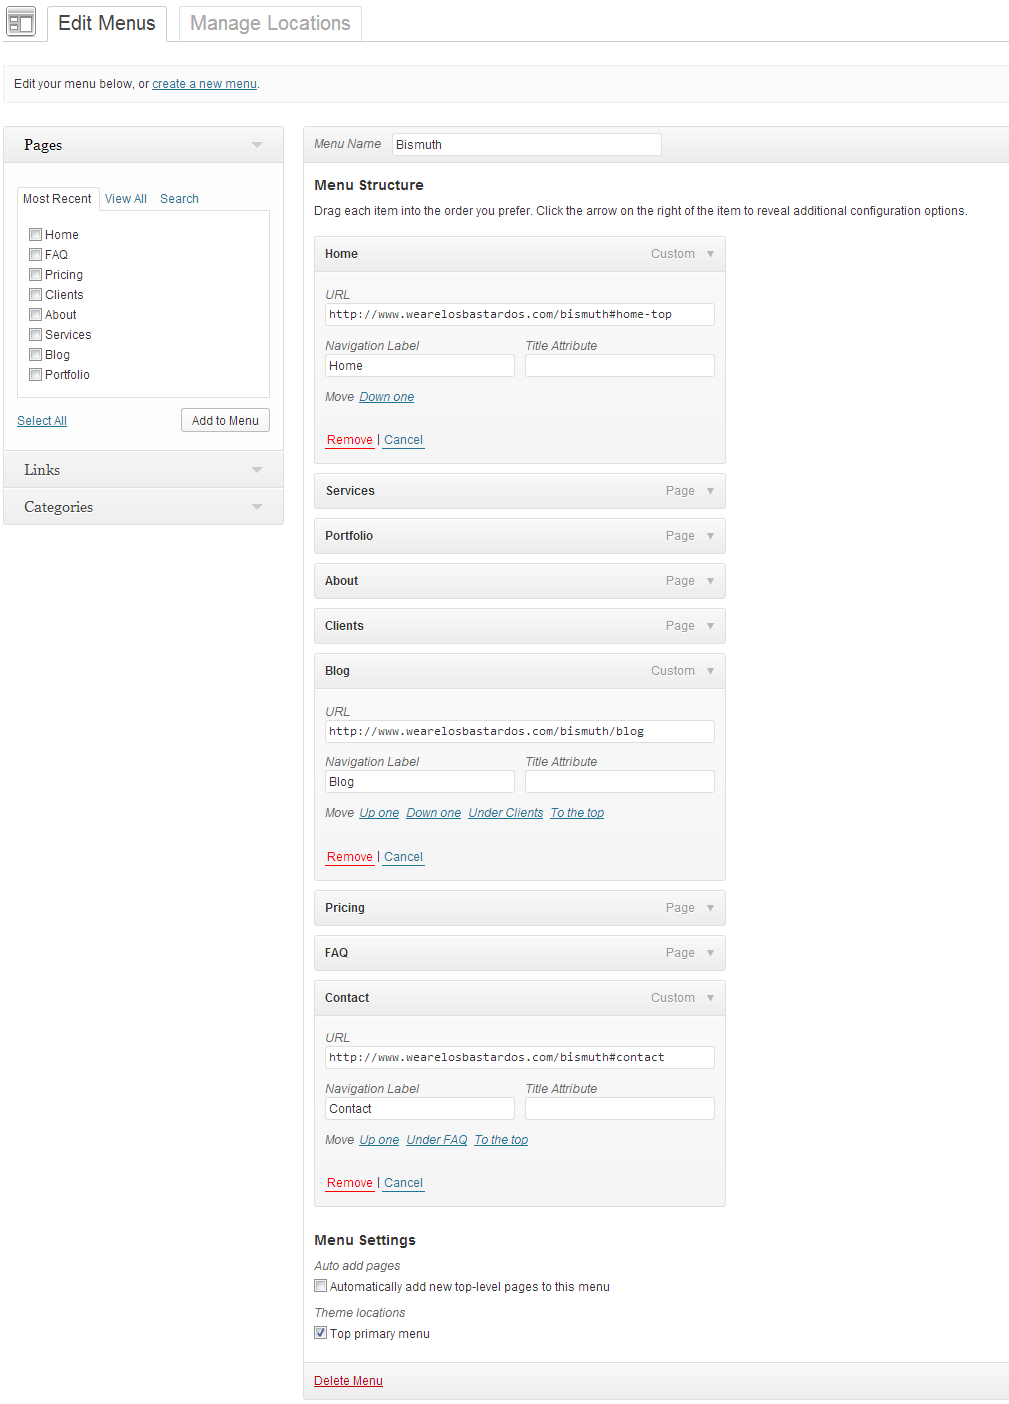 Edit Menus
Manage Locations
Edit your menu below, or create a new menu.
Pages
Most Recent
View All
Search
Home
FAQ
Pricing
Clients
About
Services
Blog
Portfolio
Select All
Add to Menu
Links
Categories
Menu Name
Bismuth
Menu Structure
Drag each item into the order you prefer. Click the arrow on the right of the item to reveal additional configuration options.
Home Custom
URL
http://www.wearelosbastardos.com/bismuth#home-top
Navigation Label Title Attribute
Home
Move Down one
Remove | Cancel
Services Page
Portfolio Page
About Page
Clients Page
Blog Custom
URL
http://www.wearelosbastardos.com/bismuth/blog
Navigation Label Title Attribute
Blog
Move Up one Down one Under Clients To the top
Remove | Cancel
Pricing Page
FAQ Page
Contact Custom
URL
http://www.wearelosbastardos.com/bismuth#contact
Navigation Label Title Attribute
Contact
Move Up one Under FAQ To the top
Remove | Cancel
Menu Settings
Auto add pages
Automatically add new top-level pages to this menu
Theme locations
Top primary menu
Delete Menu